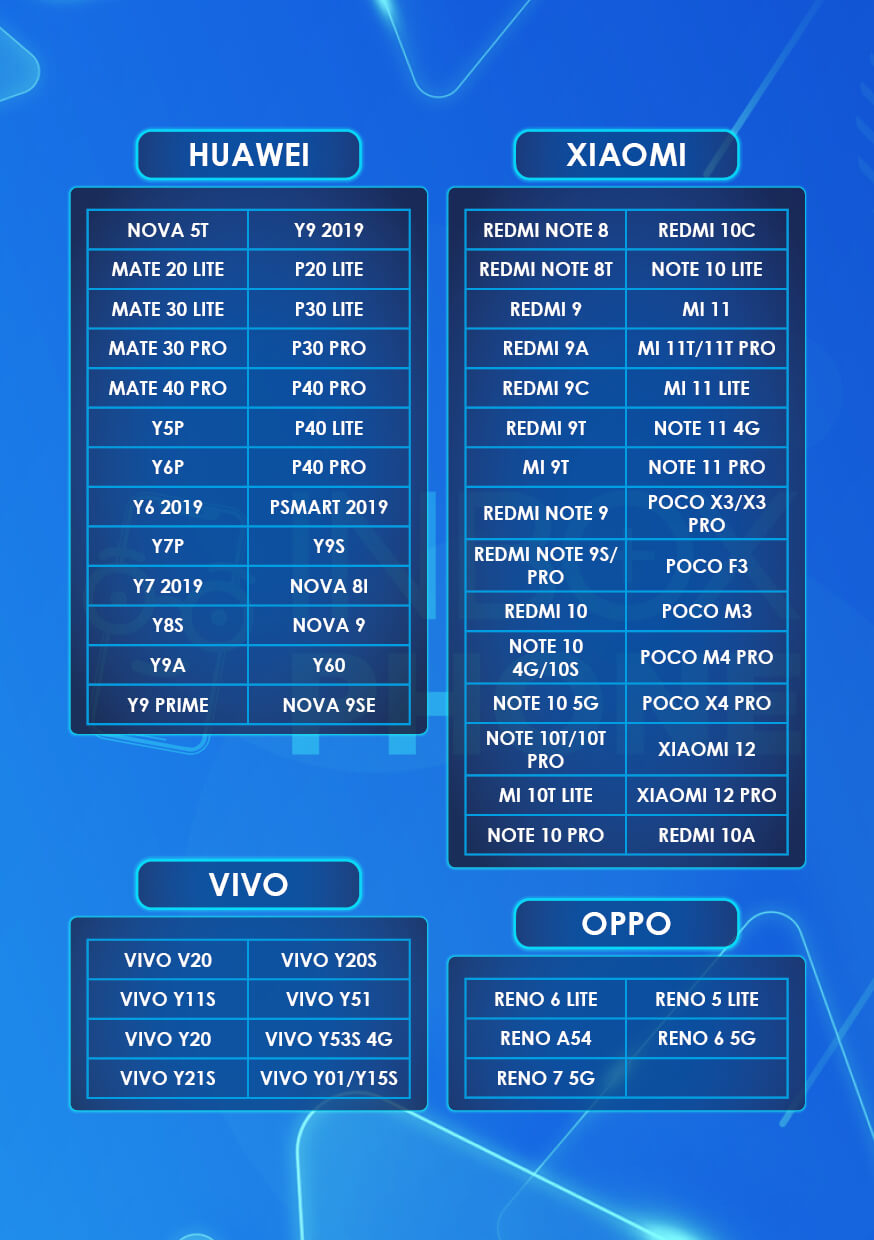 HUAWEI
NOVA 5T Y9 2019
MATE 20 LITE P20 LITE
MATE 30 LITE P30 LITE
MATE 30 PRO P30 PRO
MATE 40 PRO P40 PRO
Y5P P40 LITE
Y6P P40 PRO
Y6 2019 PSMART 2019
Y7P Y9S
Y7 2019 NOVA 8I
Y8S NOVA 9
Y9A Y60
Y9 PRIME NOVA 9SE
XIAOMI
REDMI NOTE 8 REDMI 10C
REDMI NOTE 8T NOTE 10 LITE
REDMI 9 MI 11
REDMI 9A MI 11T/11T PRO
REDMI 9C MI 11 LITE
REDMI 9T NOTE 11 4G
MI 9T NOTE 11 PRO
REDMI NOTE 9 POCO X3/X3
PRO
REDMI NOTE 9S/
PRO POCO F3
REDMI 10 POCO M3
NOTE 10
4G/10S POCO M4 PRO
NOTE 10 5G POCO X4 PRO
NOTE 10T/10T
PRO XIAOMI 12
MI 10T LITE XIAOMI 12 PRO
NOTE 10 PRO REDMI 10A
INBOX
PHONE
VIVO
VIVO V20 VIVO Y20S
VIVO Y11S VIVO Y51
VIVO Y20 VIVO Y53S 4G
VIVO Y21S VIVO Y01/Y15S
OPPO
RENO 6 LITE RENO 5 LITE
RENO A54 RENO 6 5G
RENO 7 5G